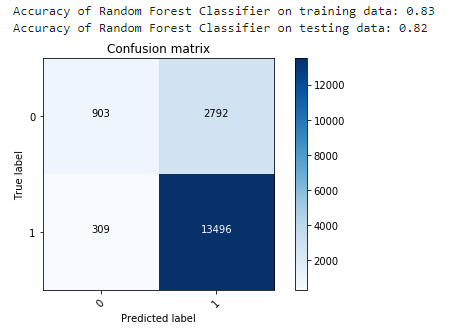 Accuracy of Random Forest Classifier on training data: 0.83
Accuracy of Random Forest Classifier on testing data: 0.82
Confusion matrix
True label
0
903
2792
1
309
13496
0
1
Predicted label
12000
10000
8000
6000
4000
2000